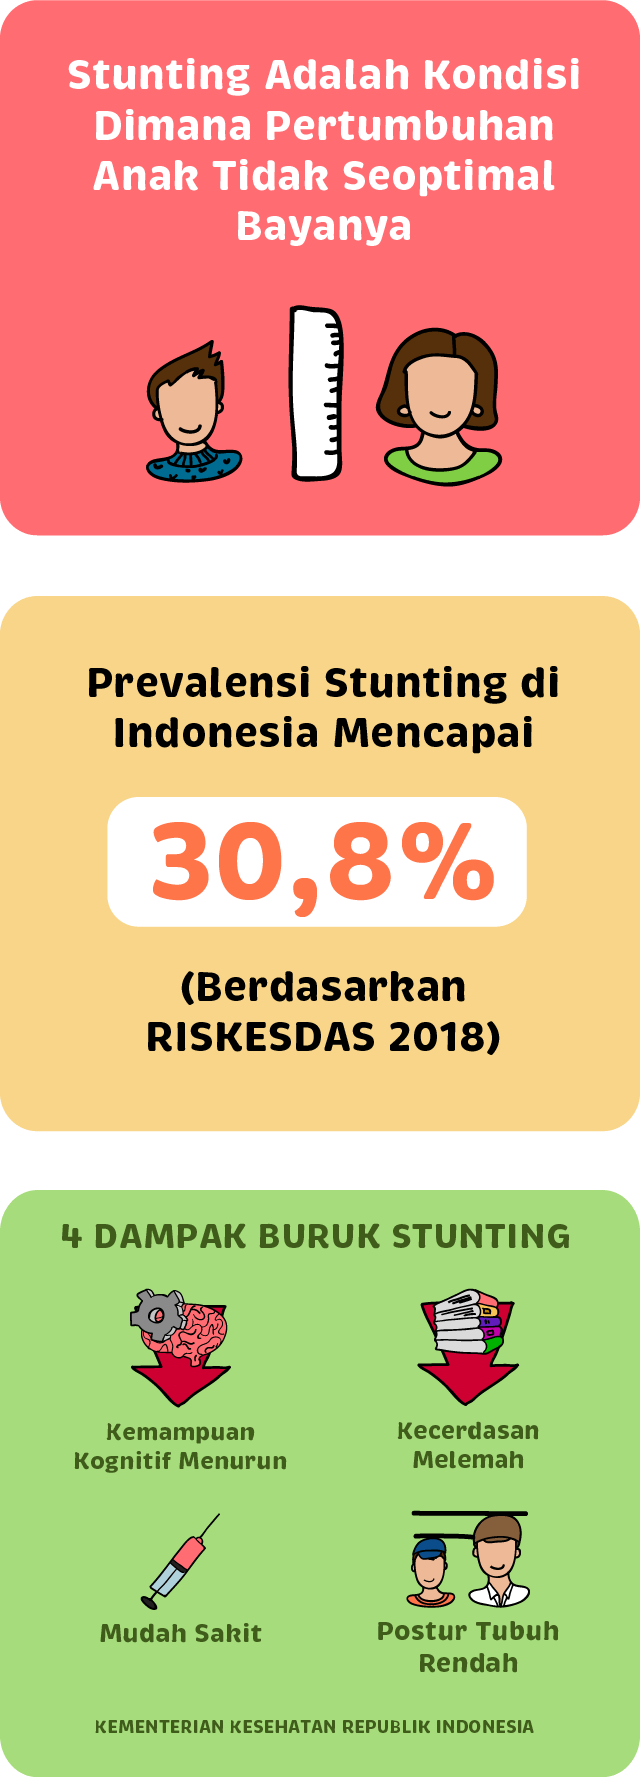 Stunting Adalah Kondisi
Dimana Pertumbuhan
Anak Tidak Seoptimal
Bayanya
Prevalensi Stunting di
Indonesia Mencapai
30,8%
(Berdasarkan
RISKESDAS 2018)
4 DAMPAK BURUK STUNTING
Kemampuan
Kognitif Menurun
Kecerdasan
Melemah
Mudah Sakit
Postur Tubuh
Rendah
KEMENTERIAN KESEHATAN REPUBLIK INDONESIA